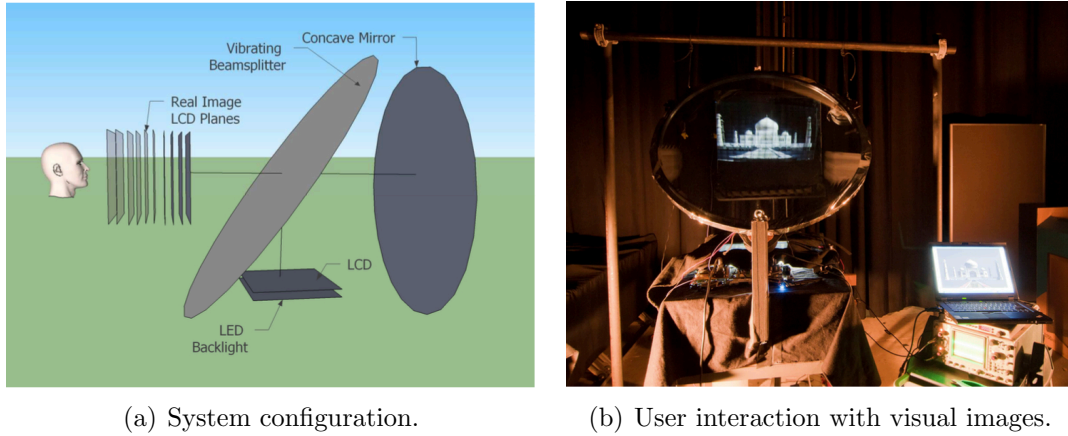 Concave Mirror
Vibrating
Beamsplitter
Real Image
LCD Planes
LCD
LED
Backlight
(a) System configuration.
(b) User interaction with visual images.